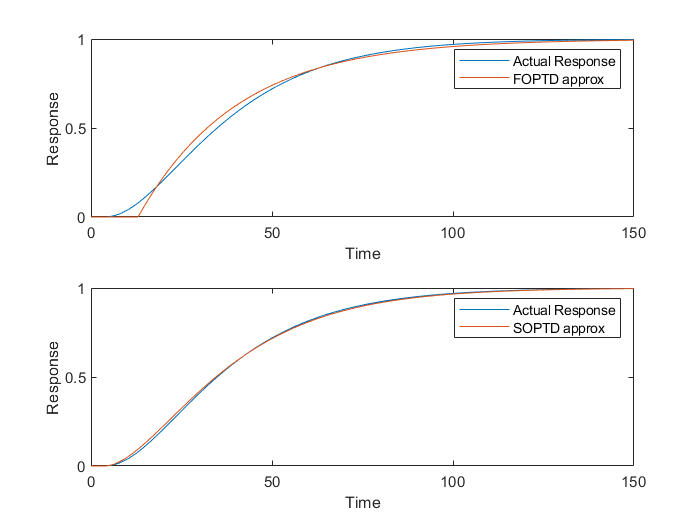 1
Actual Response
FOPTD approx
0.5
Response
0
0 50 100 150
Time
1
Actual Response
SOPTD approx
0.5
Response
0
0 50 100 150
Time